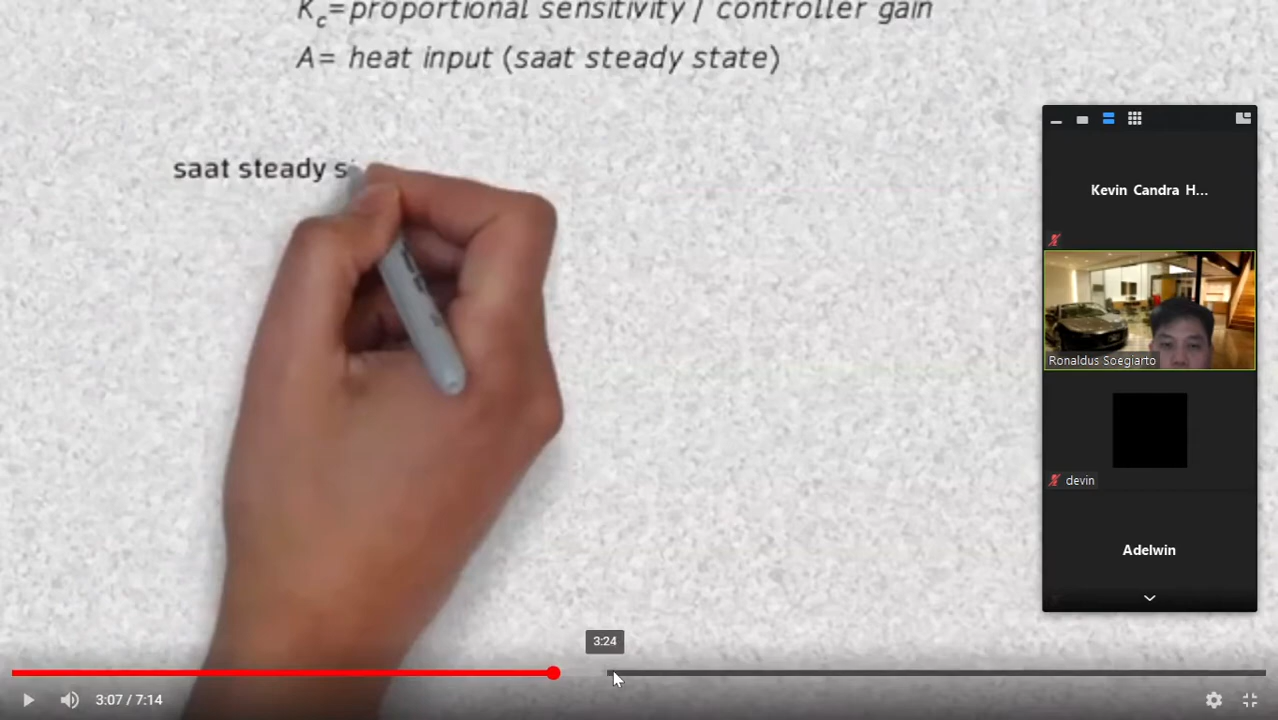 K_c=proportional sensitivity / controller gain
A= heat input (saat steady state)
saat steady s
Kevin Candra H...
Ronaldus Soegiarto
devin
Adelwin
3:24
3:07 / 7:14